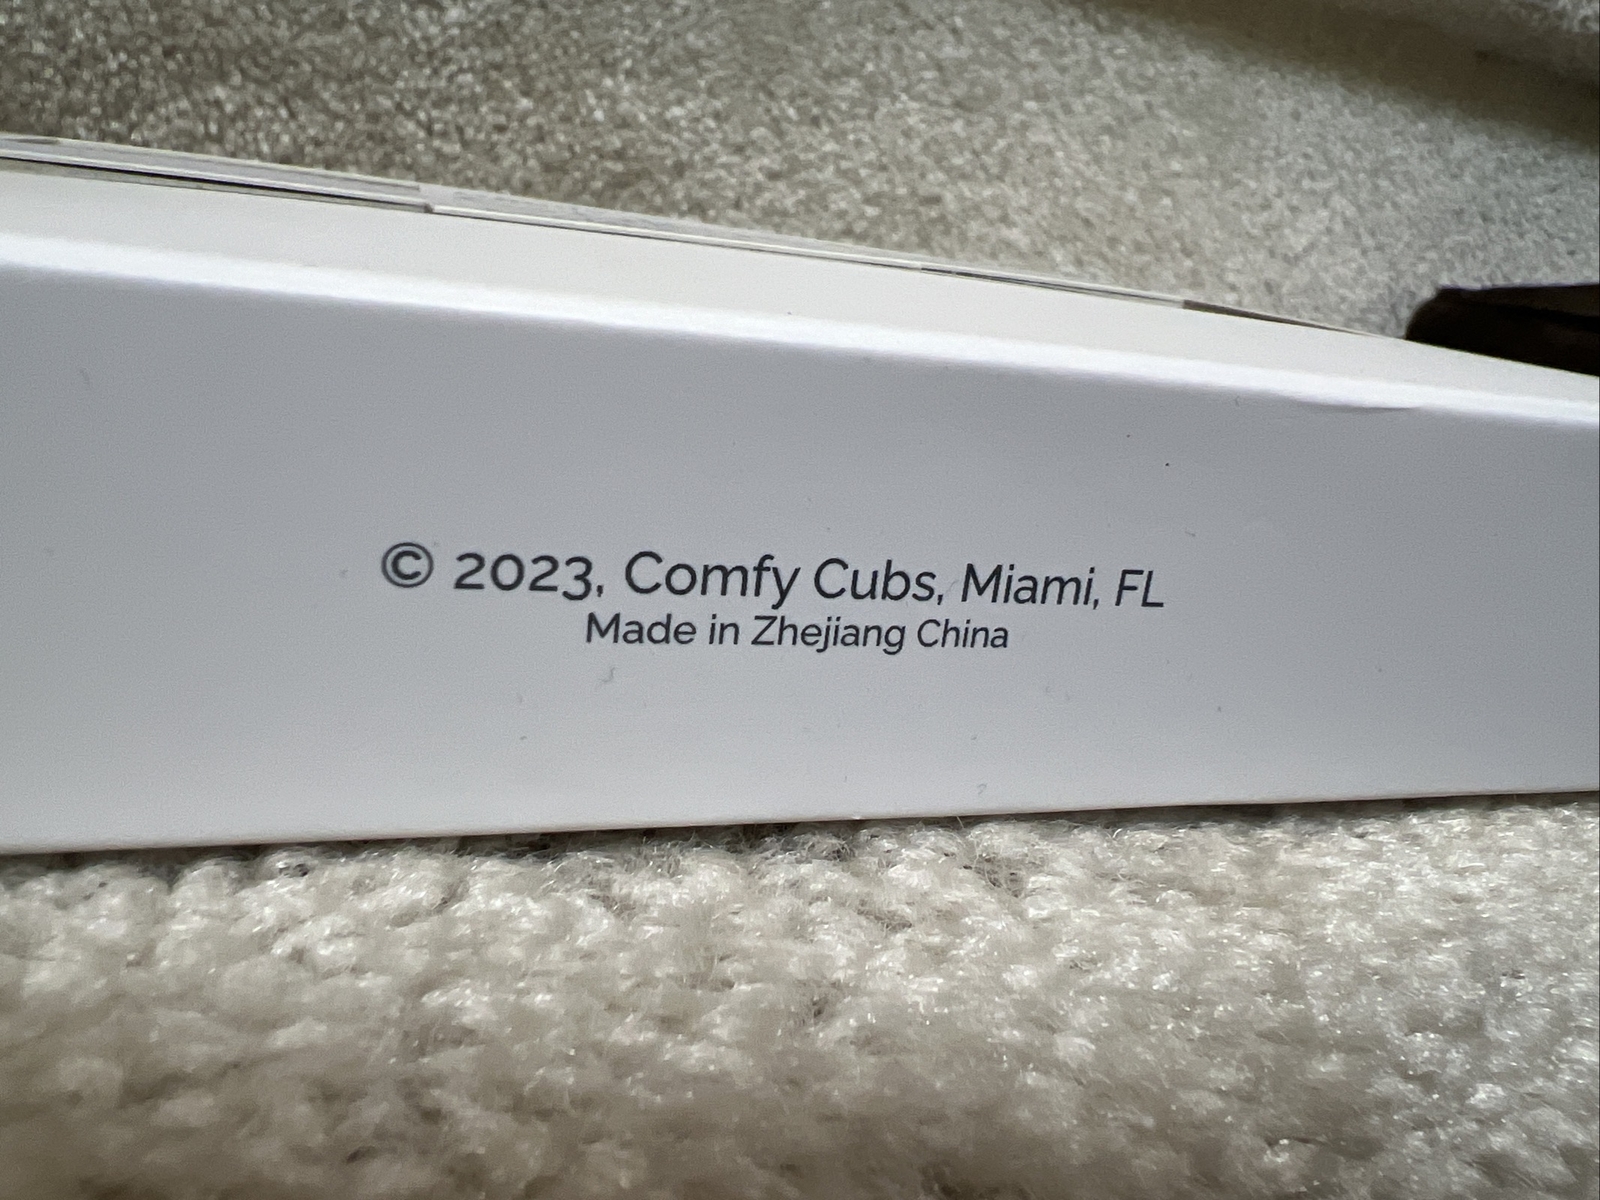 © 2023, Comfy Cubs, Miami, FL
Made in Zhejiang China